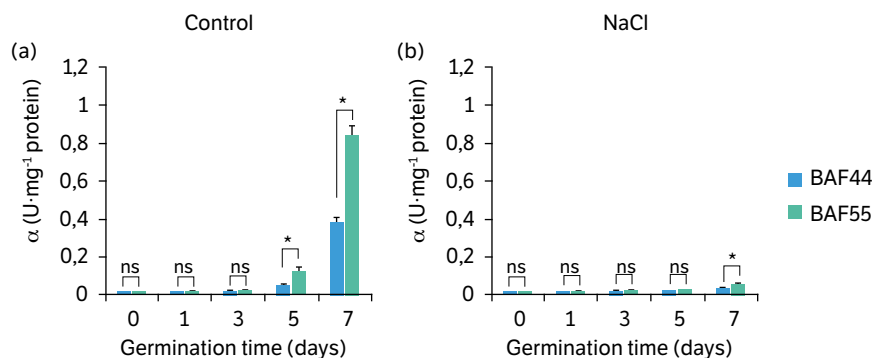 Control
(a)
α (U·mg⁻¹ protein)
1,2
1
0,8
0,6
0,4
0,2
0
ns
ns
ns
*
*
0 1 3 5 7
Germination time (days)
NaCl
(b)
α (U·mg⁻¹ protein)
1,2
1
0,8
0,6
0,4
0,2
0
ns
ns
ns
ns
*
0 1 3 5 7
Germination time (days)
BAF44
BAF55